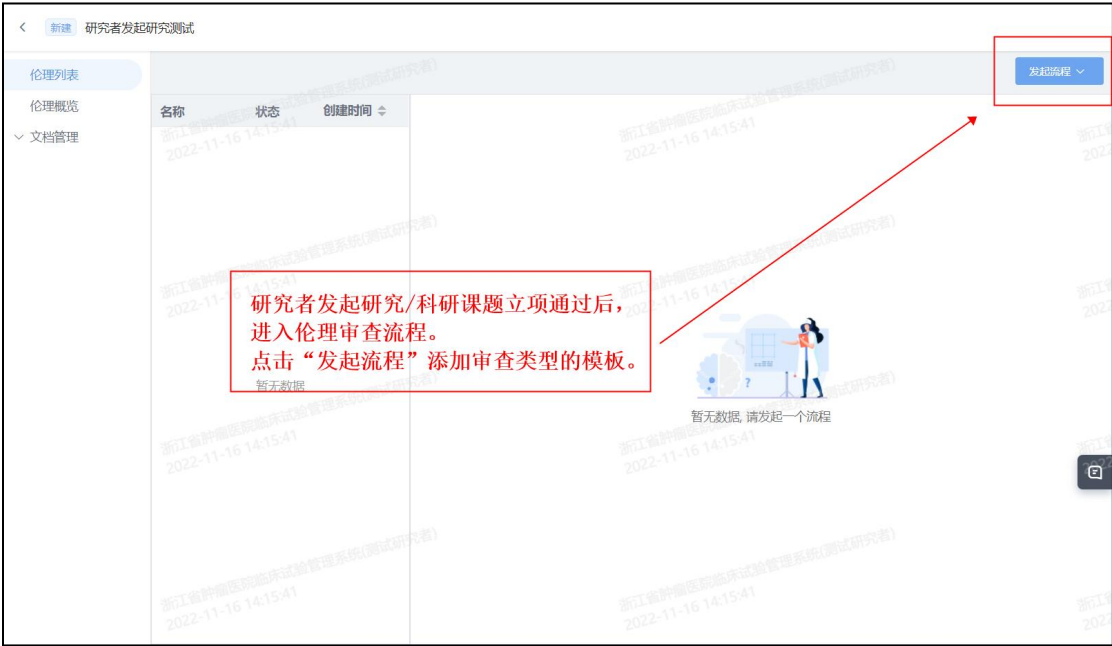 新建 研究者发起研究测试
伦理列表
发起流程
伦理概览
名称 状态 创建时间
文档管理
研究者发起研究/科研课题立项通过后，
进入伦理审查流程。
点击“发起流程”添加审查类型的模板。
暂无数据
暂无数据, 请发起一个流程
浙江省肿瘤医院临床试验管理系统(测试研究者)
2022-11-16 14:15:41